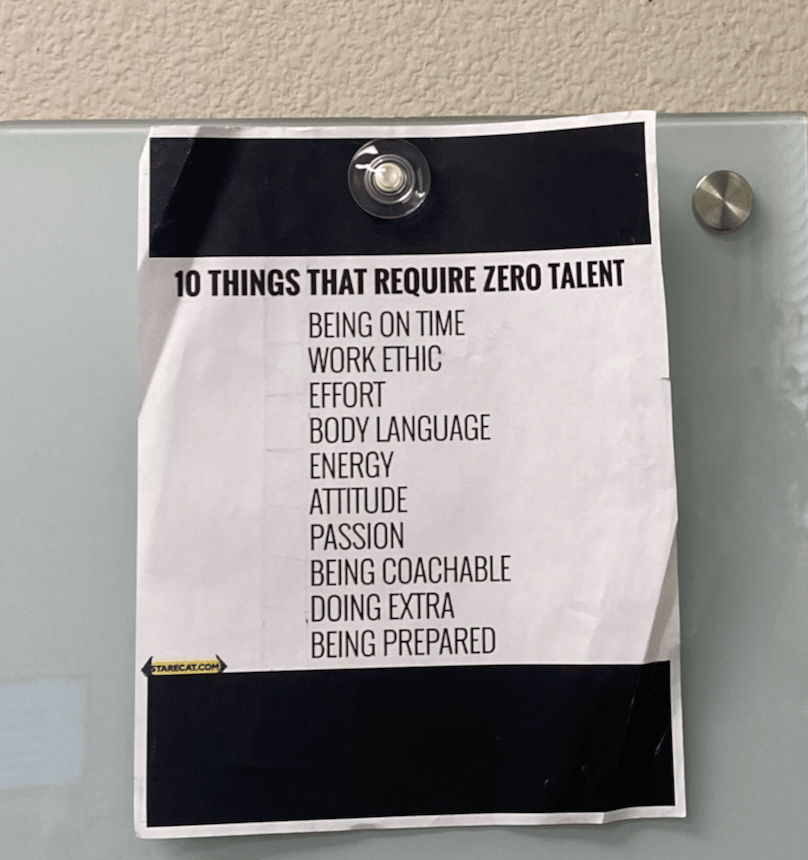 10 THINGS THAT REQUIRE ZERO TALENT
BEING ON TIME
WORK ETHIC
EFFORT
BODY LANGUAGE
ENERGY
ATTITUDE
PASSION
BEING COACHABLE
DOING EXTRA
BEING PREPARED
STARECAT.COM